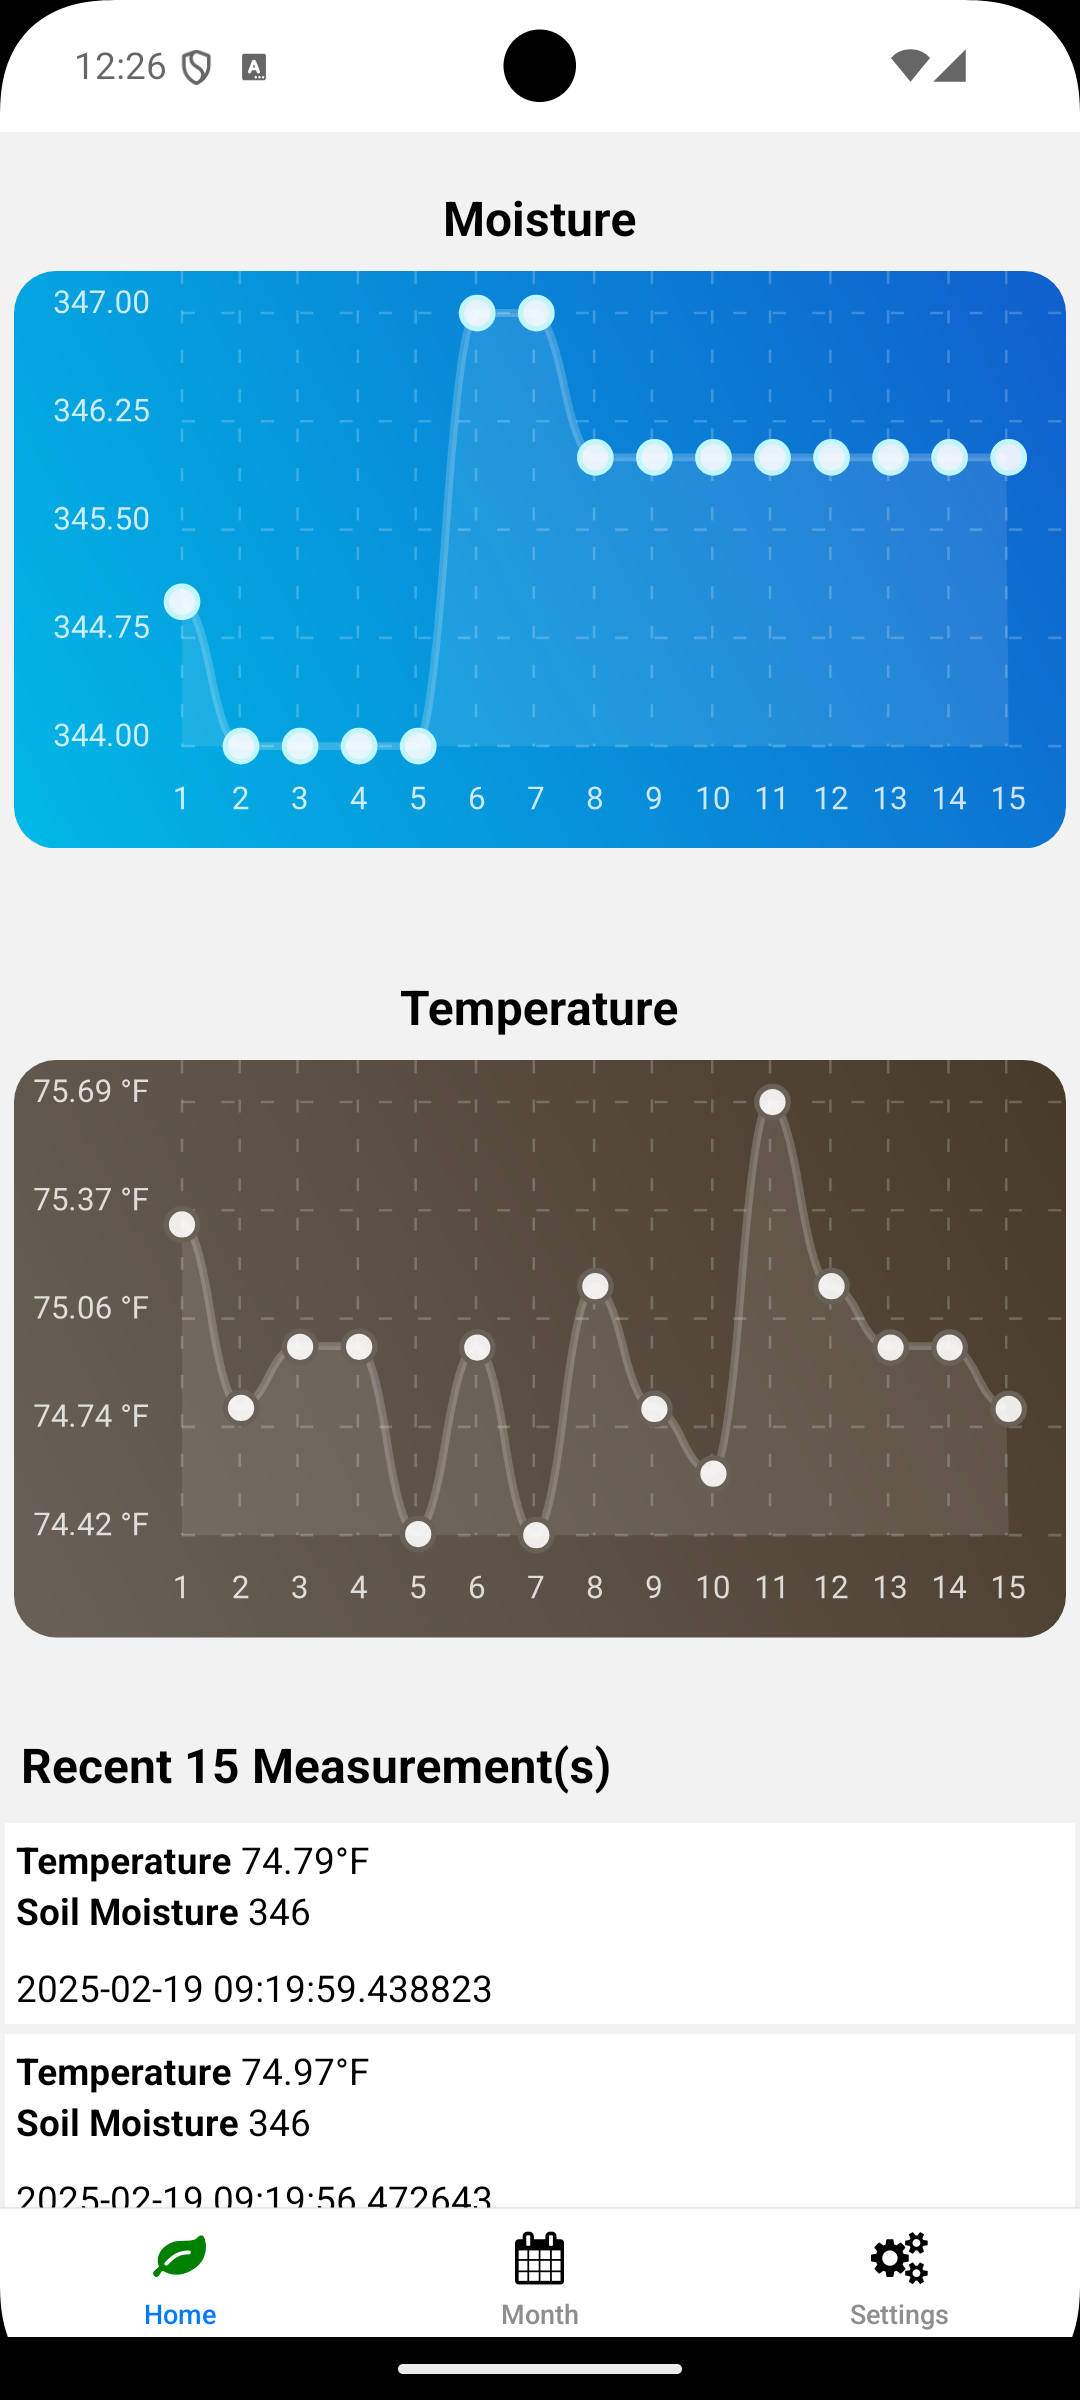 12:26
Moisture
347.00
346.25
345.50
344.75
344.00
1 2 3 4 5 6 7 8 9 10 11 12 13 14 15
Temperature
75.69 °F
75.37 °F
75.06 °F
74.74 °F
74.42 °F
1 2 3 4 5 6 7 8 9 10 11 12 13 14 15
Recent 15 Measurement(s)
Temperature 74.79°F
Soil Moisture 346
2025-02-19 09:19:59.438823
Temperature 74.97°F
Soil Moisture 346
2025-02-19 09:19:56.472643
Home Month Settings